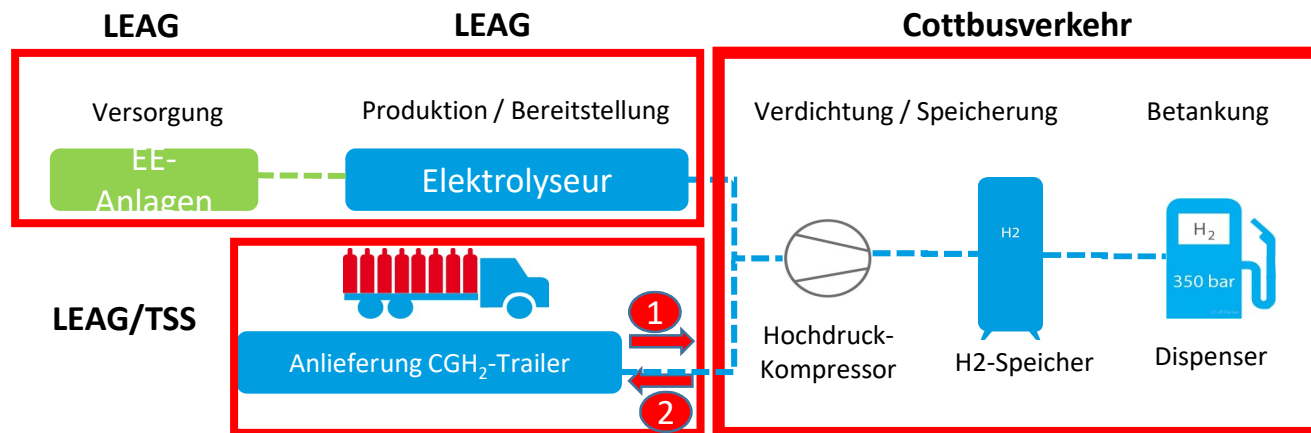 LEAG
LEAG
Cottbusverkehr
Versorgung
Produktion / Bereitstellung
Verdichtung / Speicherung
Betankung
EE-
Anlagen
Elektrolyseur
H2
H₂
350 bar
LEAG/TSS
1
Anlieferung CGH₂-Trailer
2
Hochdruck-
Kompressor
H2-Speicher
Dispenser